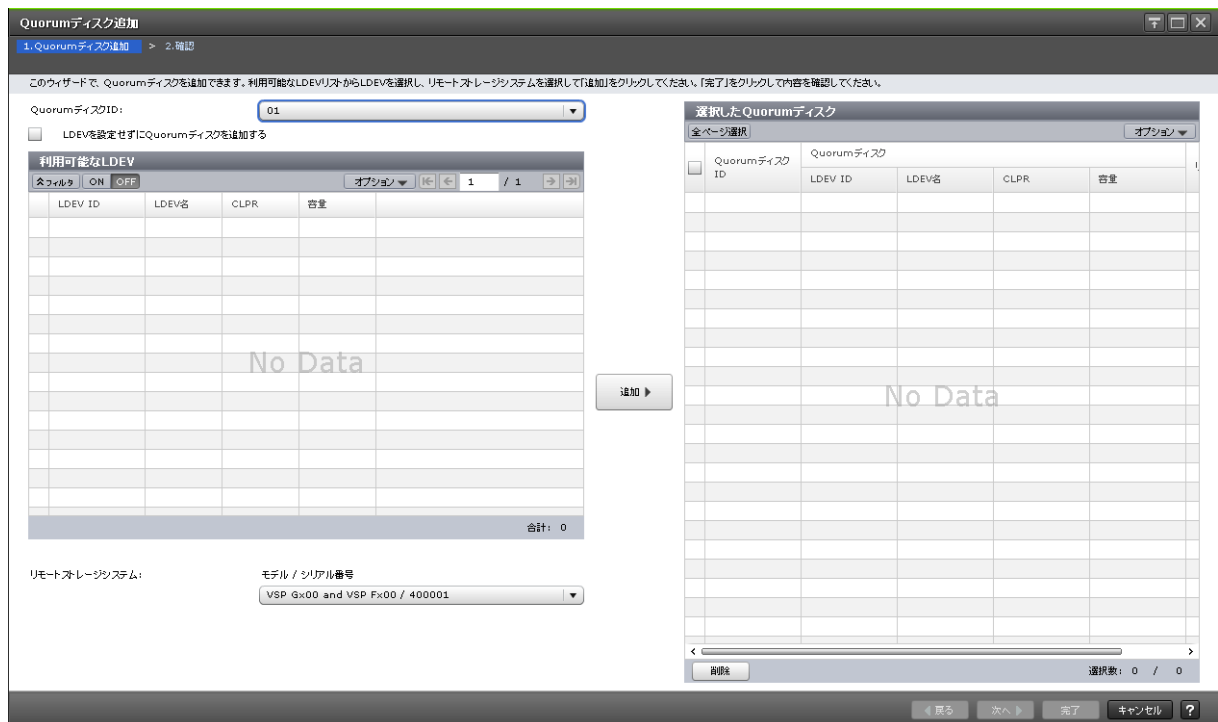 Quorumディスク追加
1.Quorumディスク追加 > 2.確認
このウィザードで、Quorumディスクを追加できます。利用可能なLDEVリストからLDEVを選択し、リモートストレージシステムを選択して「追加」をクリックしてください。「完了」をクリックして内容を確認してください。
QuorumディスクID:
01
LDEVを設定せずにQuorumディスクを追加する
利用可能なLDEV
フィルタ ON OFF オプション 1 / 1
LDEV ID LDEV名 CLPR 容量
No Data
合計: 0
リモートストレージシステム:
モデル / シリアル番号
VSP Gx00 and VSP Fx00 / 400001
追加
選択したQuorumディスク
全ページ選択 オプション
Quorumディスク ID
Quorumディスク
LDEV ID LDEV名 CLPR 容量
No Data
削除 選択数: 0 / 0
戻る 次へ 完了 キャンセル ?